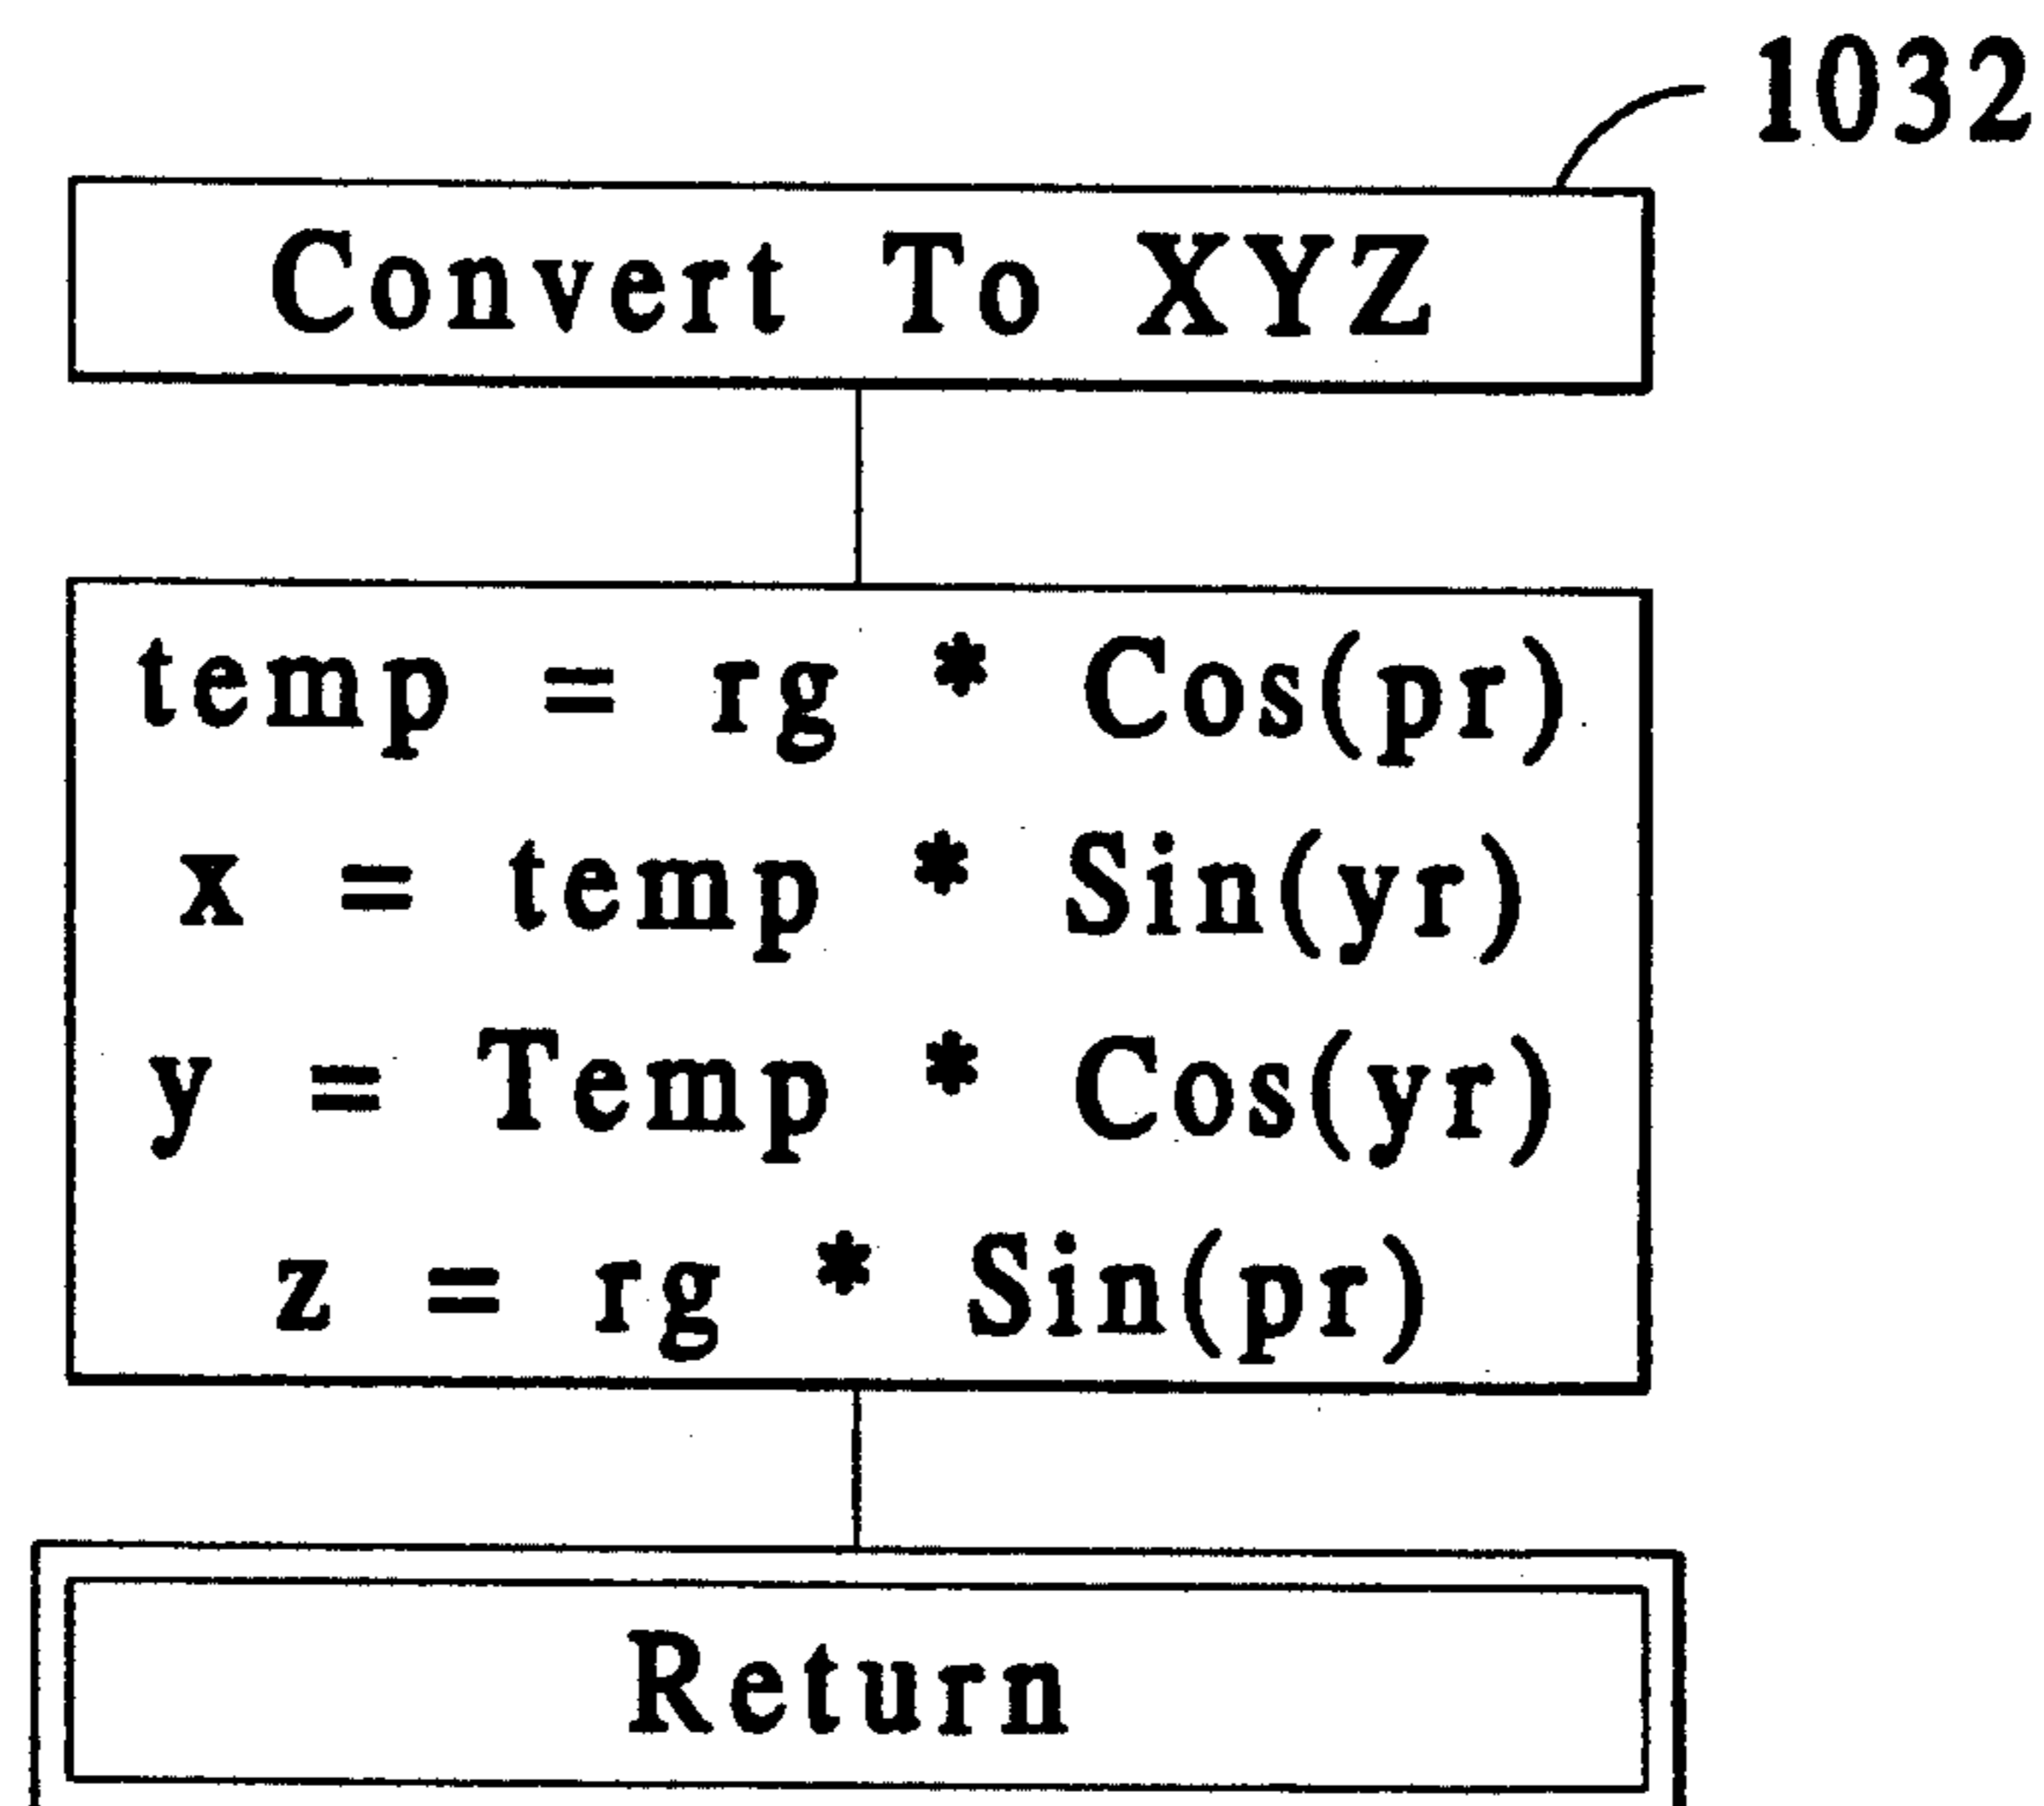 1032
Convert To XYZ
temp = rg * Cos(pr)
x = temp * Sin(yr)
y = Temp * Cos(yr)
z = rg * Sin(pr)
Return